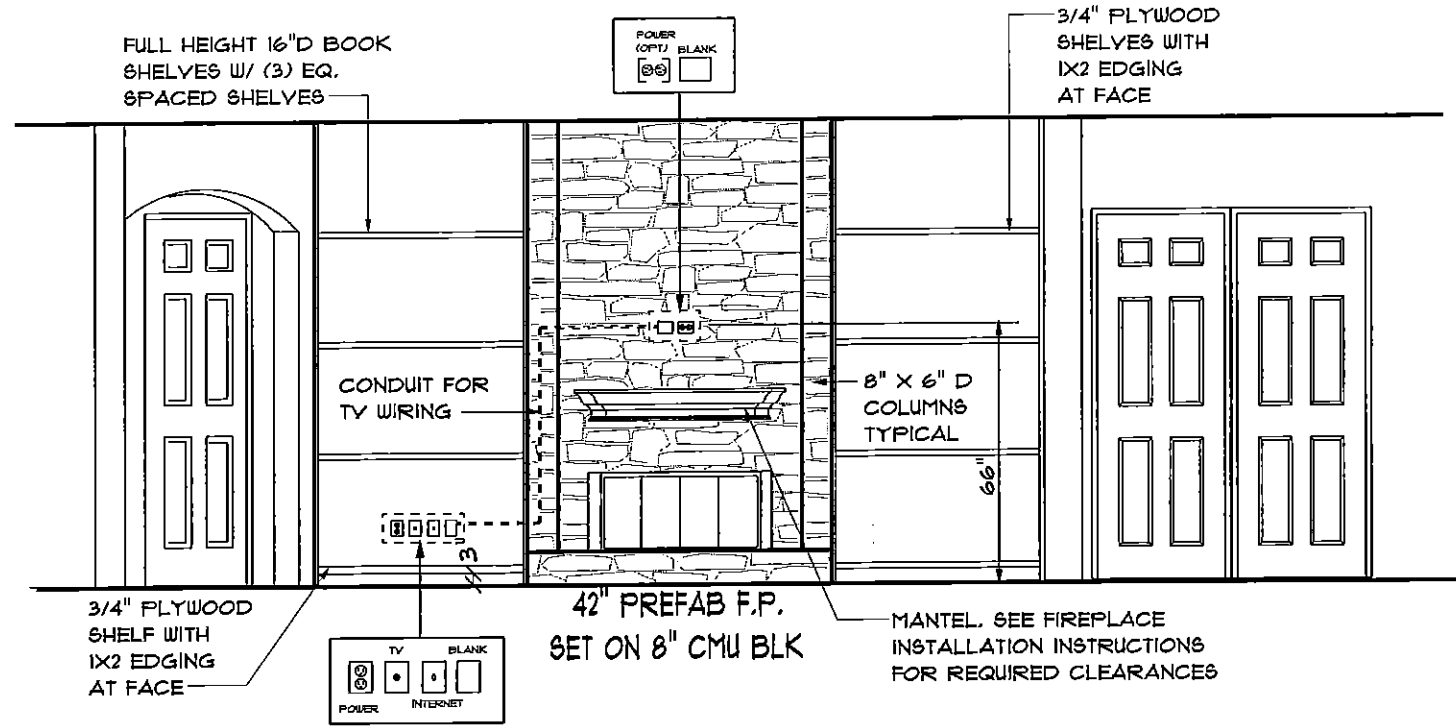 FULL HEIGHT 16"D BOOK
SHELVES W/ (3) EQ.
SPACED SHELVES
POWER
(OPT)
BLANK
3/4" PLYWOOD
SHELVES WITH
1X2 EDGING
AT FACE
CONDUIT FOR
TV WIRING
8" X 6" D
COLUMNS
TYPICAL
66"
3
3/4" PLYWOOD
SHELF WITH
1X2 EDGING
AT FACE
TV
BLANK
POWER
INTERNET
42" PREFAB F.P.
SET ON 8" CMU BLK
MANTEL. SEE FIREPLACE
INSTALLATION INSTRUCTIONS
FOR REQUIRED CLEARANCES